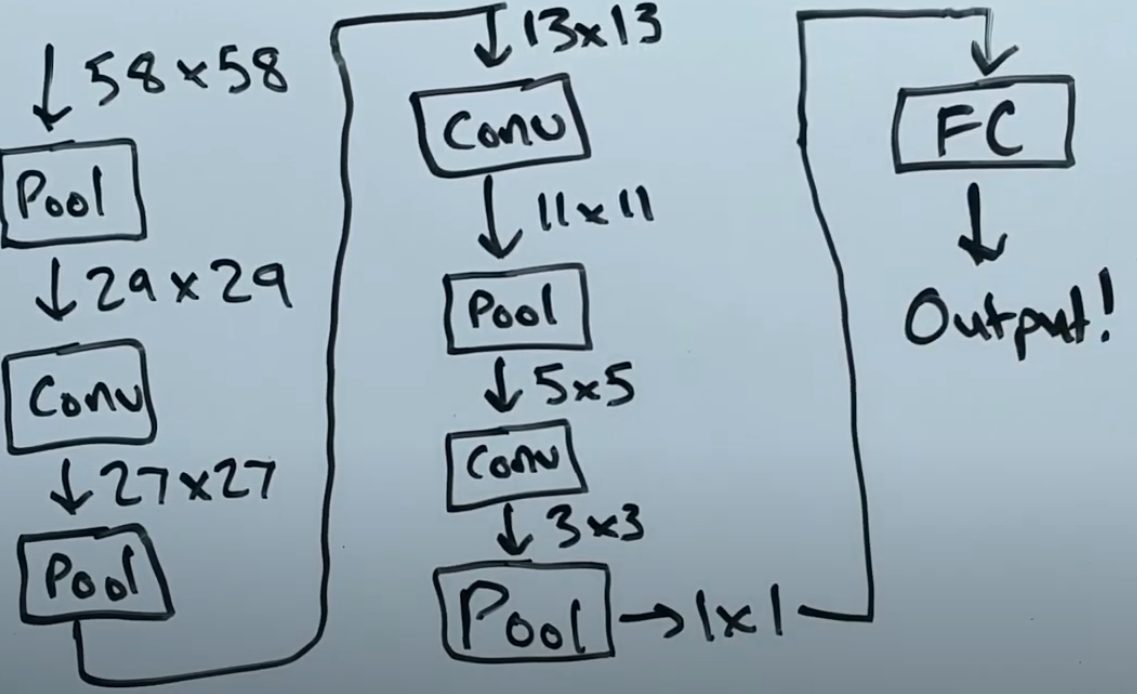 58x58
Pool
29x29
Conv
27x27
Pool
13x13
Conv
11x11
Pool
5x5
Conv
3x3
Pool
1x1
FC
Output!